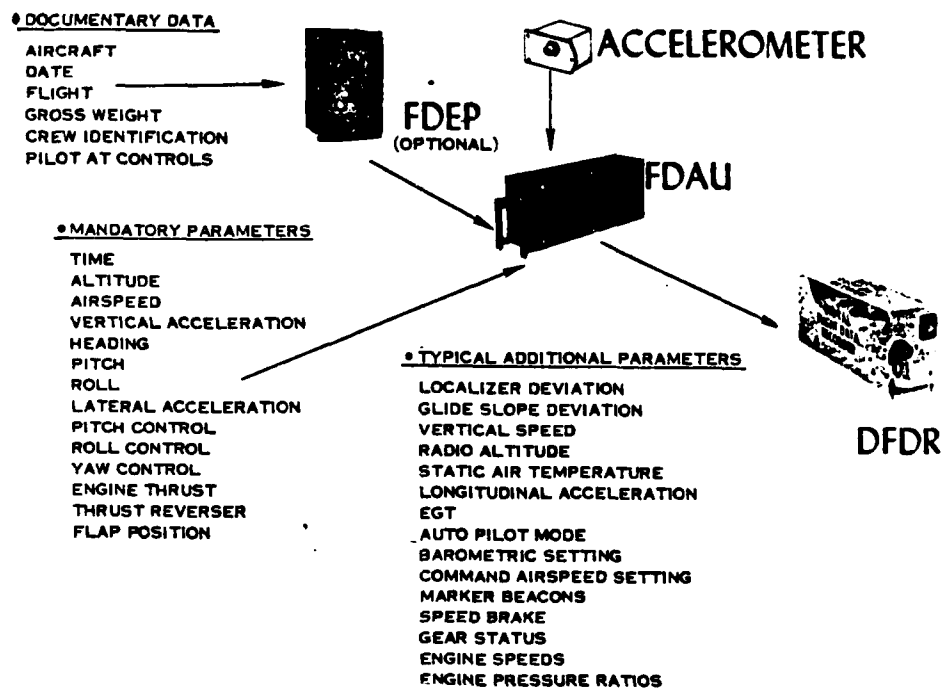 • DOCUMENTARY DATA
AIRCRAFT
DATE
FLIGHT
GROSS WEIGHT
CREW IDENTIFICATION
PILOT AT CONTROLS
FDEP
(OPTIONAL)
ACCELEROMETER
FDAU
• MANDATORY PARAMETERS
TIME
ALTITUDE
AIRSPEED
VERTICAL ACCELERATION
HEADING
PITCH
ROLL
LATERAL ACCELERATION
PITCH CONTROL
ROLL CONTROL
YAW CONTROL
ENGINE THRUST
THRUST REVERSER
FLAP POSITION
• TYPICAL ADDITIONAL PARAMETERS
LOCALIZER DEVIATION
GLIDE SLOPE DEVIATION
VERTICAL SPEED
RADIO ALTITUDE
STATIC AIR TEMPERATURE
LONGITUDINAL ACCELERATION
EGT
AUTO PILOT MODE
BAROMETRIC SETTING
COMMAND AIRSPEED SETTING
MARKER BEACONS
SPEED BRAKE
GEAR STATUS
ENGINE SPEEDS
ENGINE PRESSURE RATIOS
DFDR